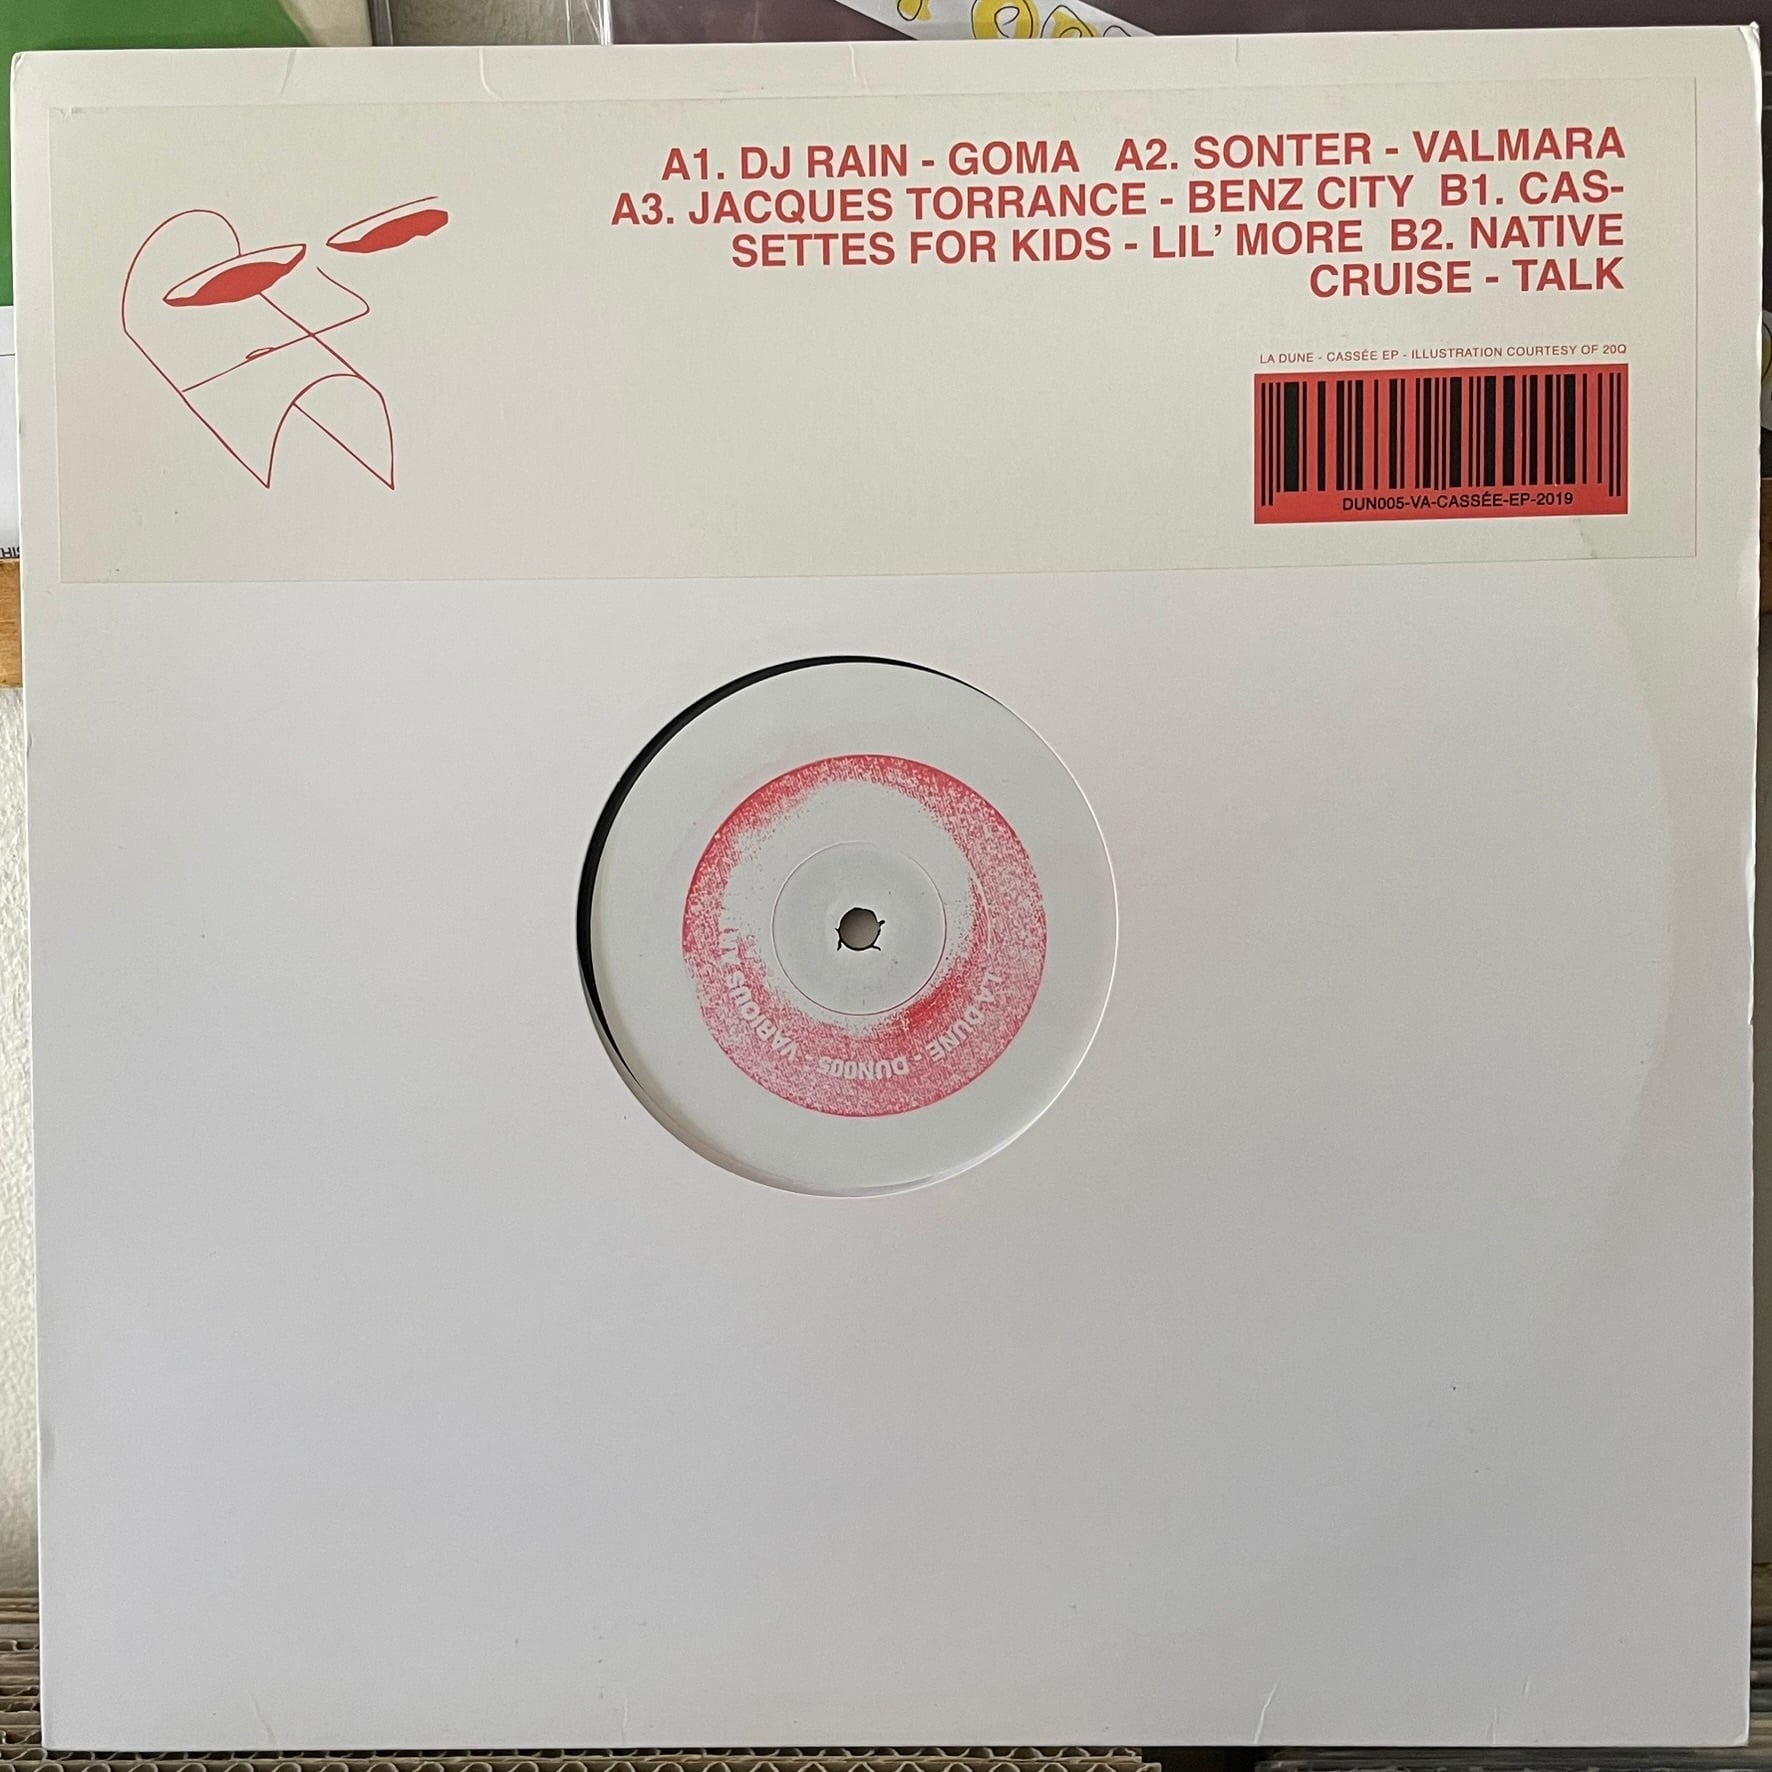 A1. DJ RAIN - GOMA A2. SONTER - VALMARA
A3. JACQUES TORRANCE - BENZ CITY B1. CAS-
SETTES FOR KIDS - LIL’ MORE B2. NATIVE
CRUISE - TALK
LA DUNE - CASSÉE EP - ILLUSTRATION COURTESY OF 20Q
DUN005-VA-CASSÉE-EP-2019
LA DUNE - DUN005 - VARIOUS